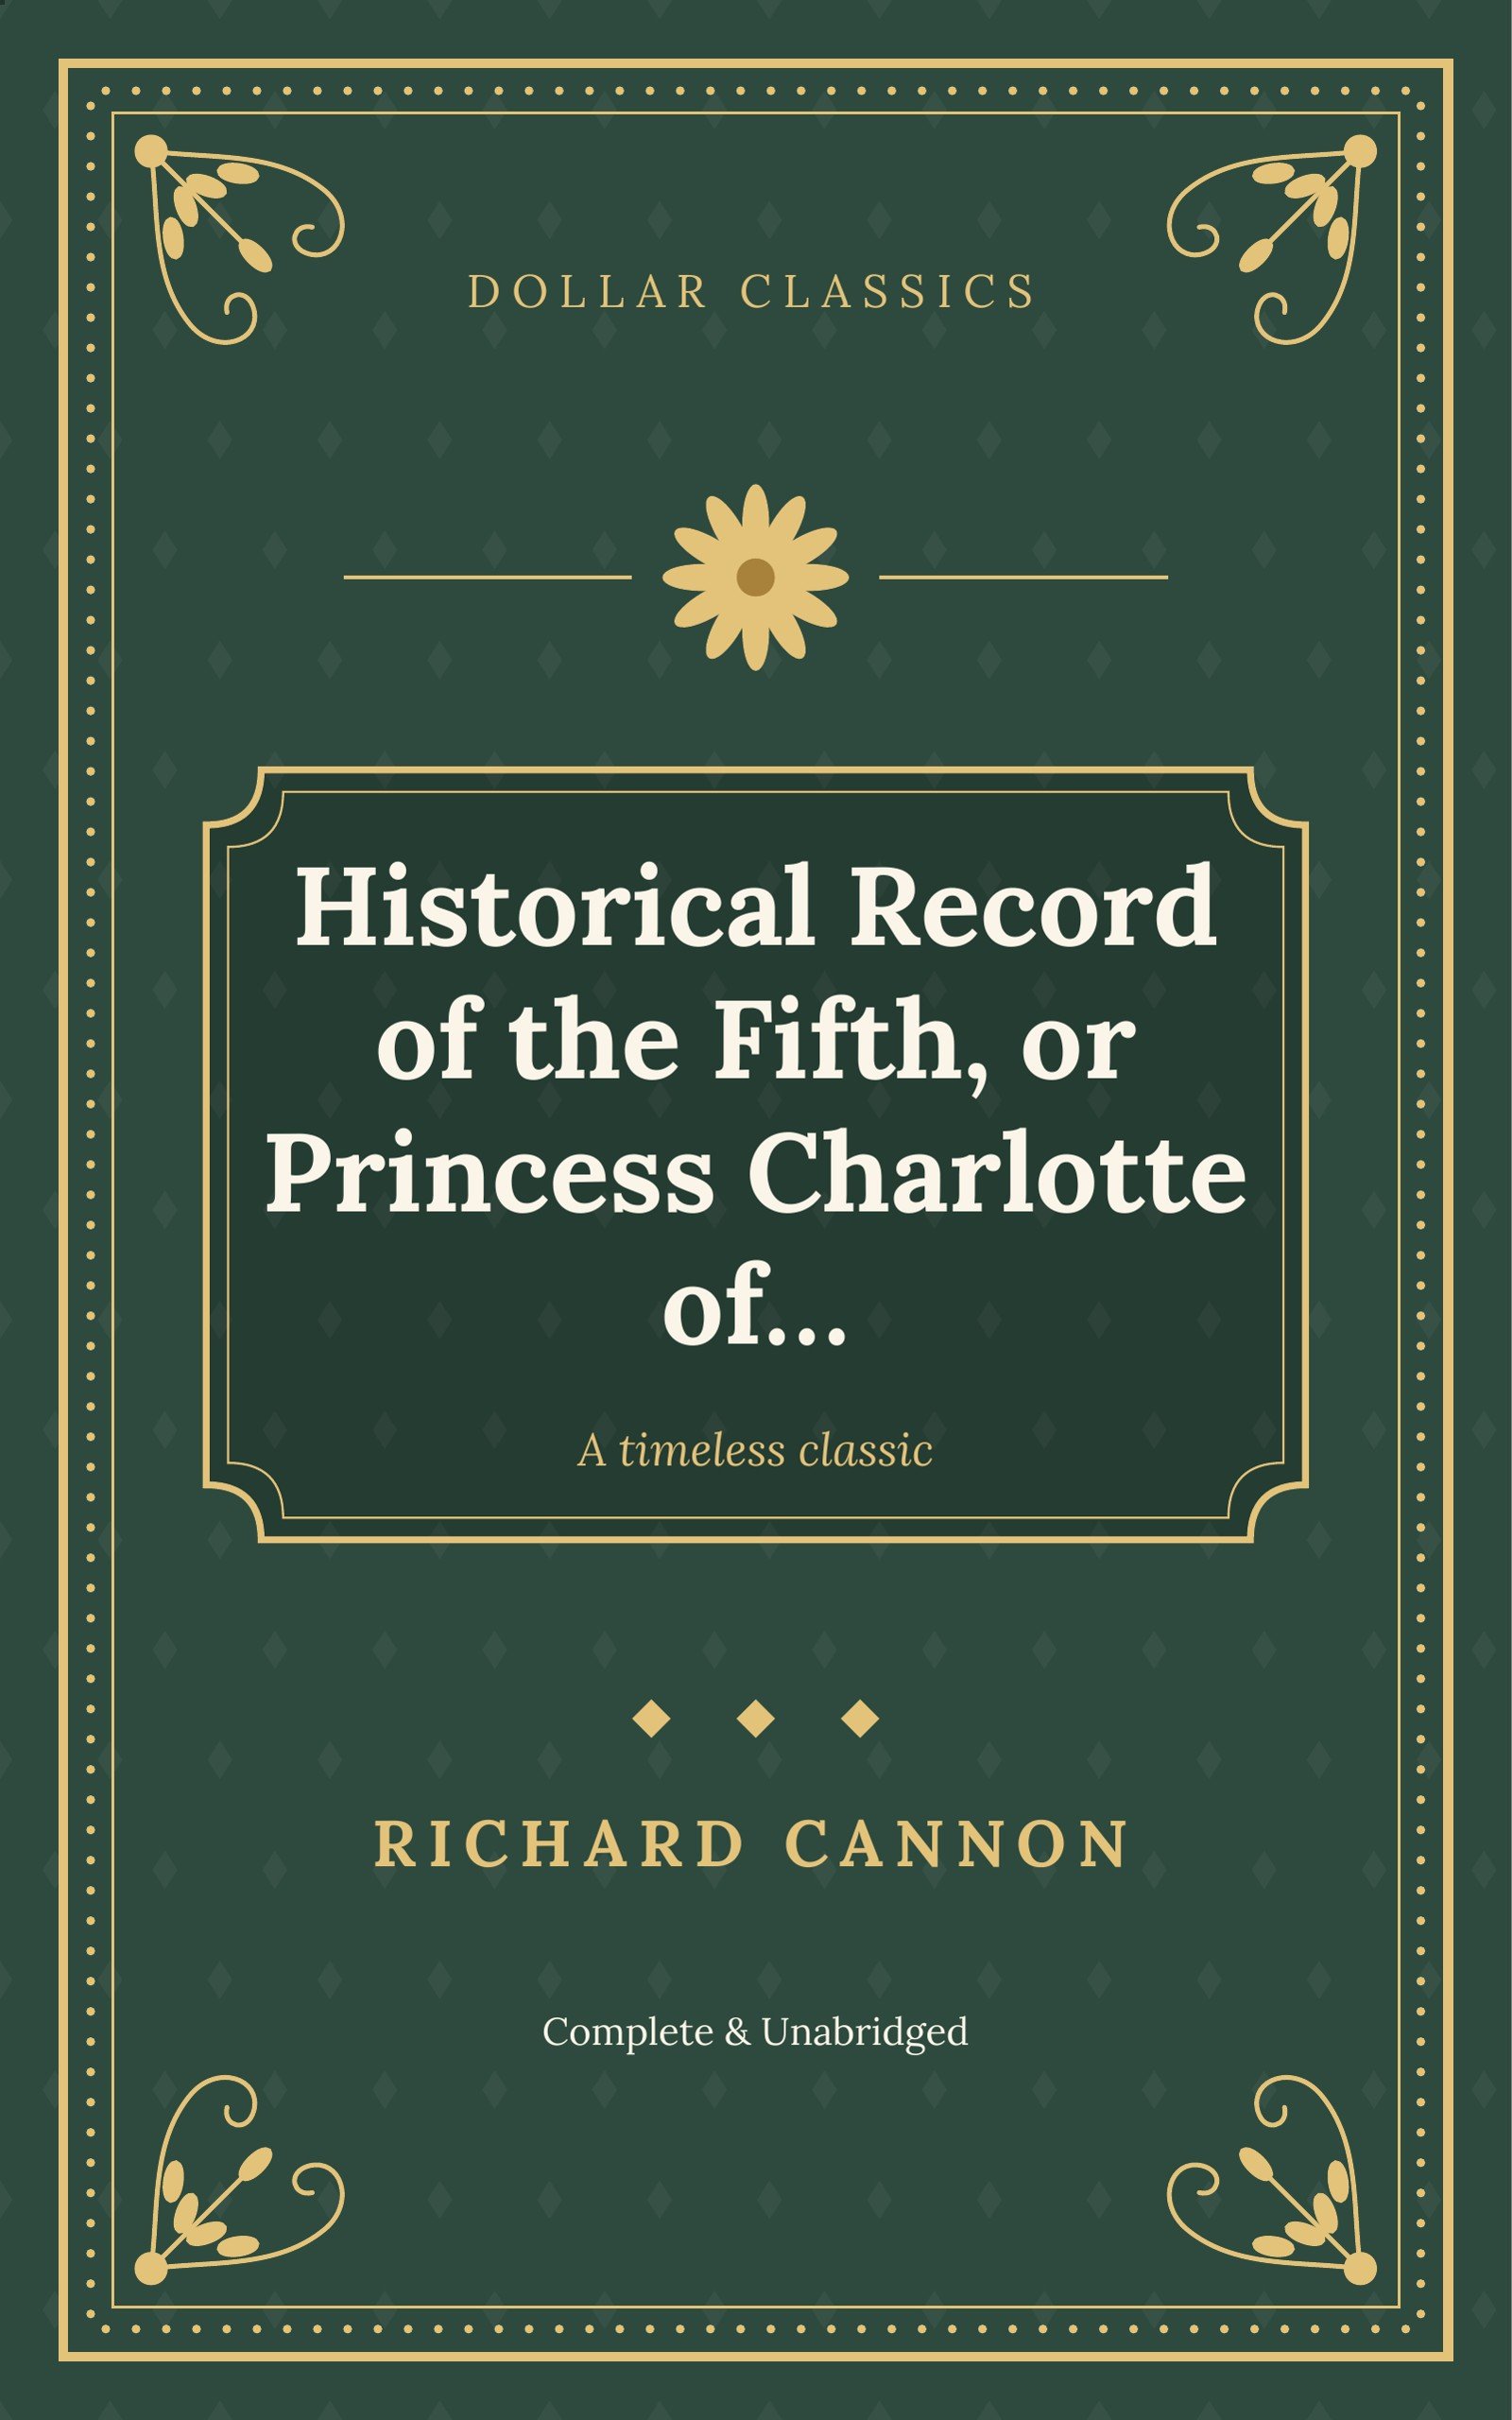 DOLLAR CLASSICS
Historical Record
of the Fifth, or
Princess Charlotte
of...
A timeless classic
RICHARD CANNON
Complete & Unabridged